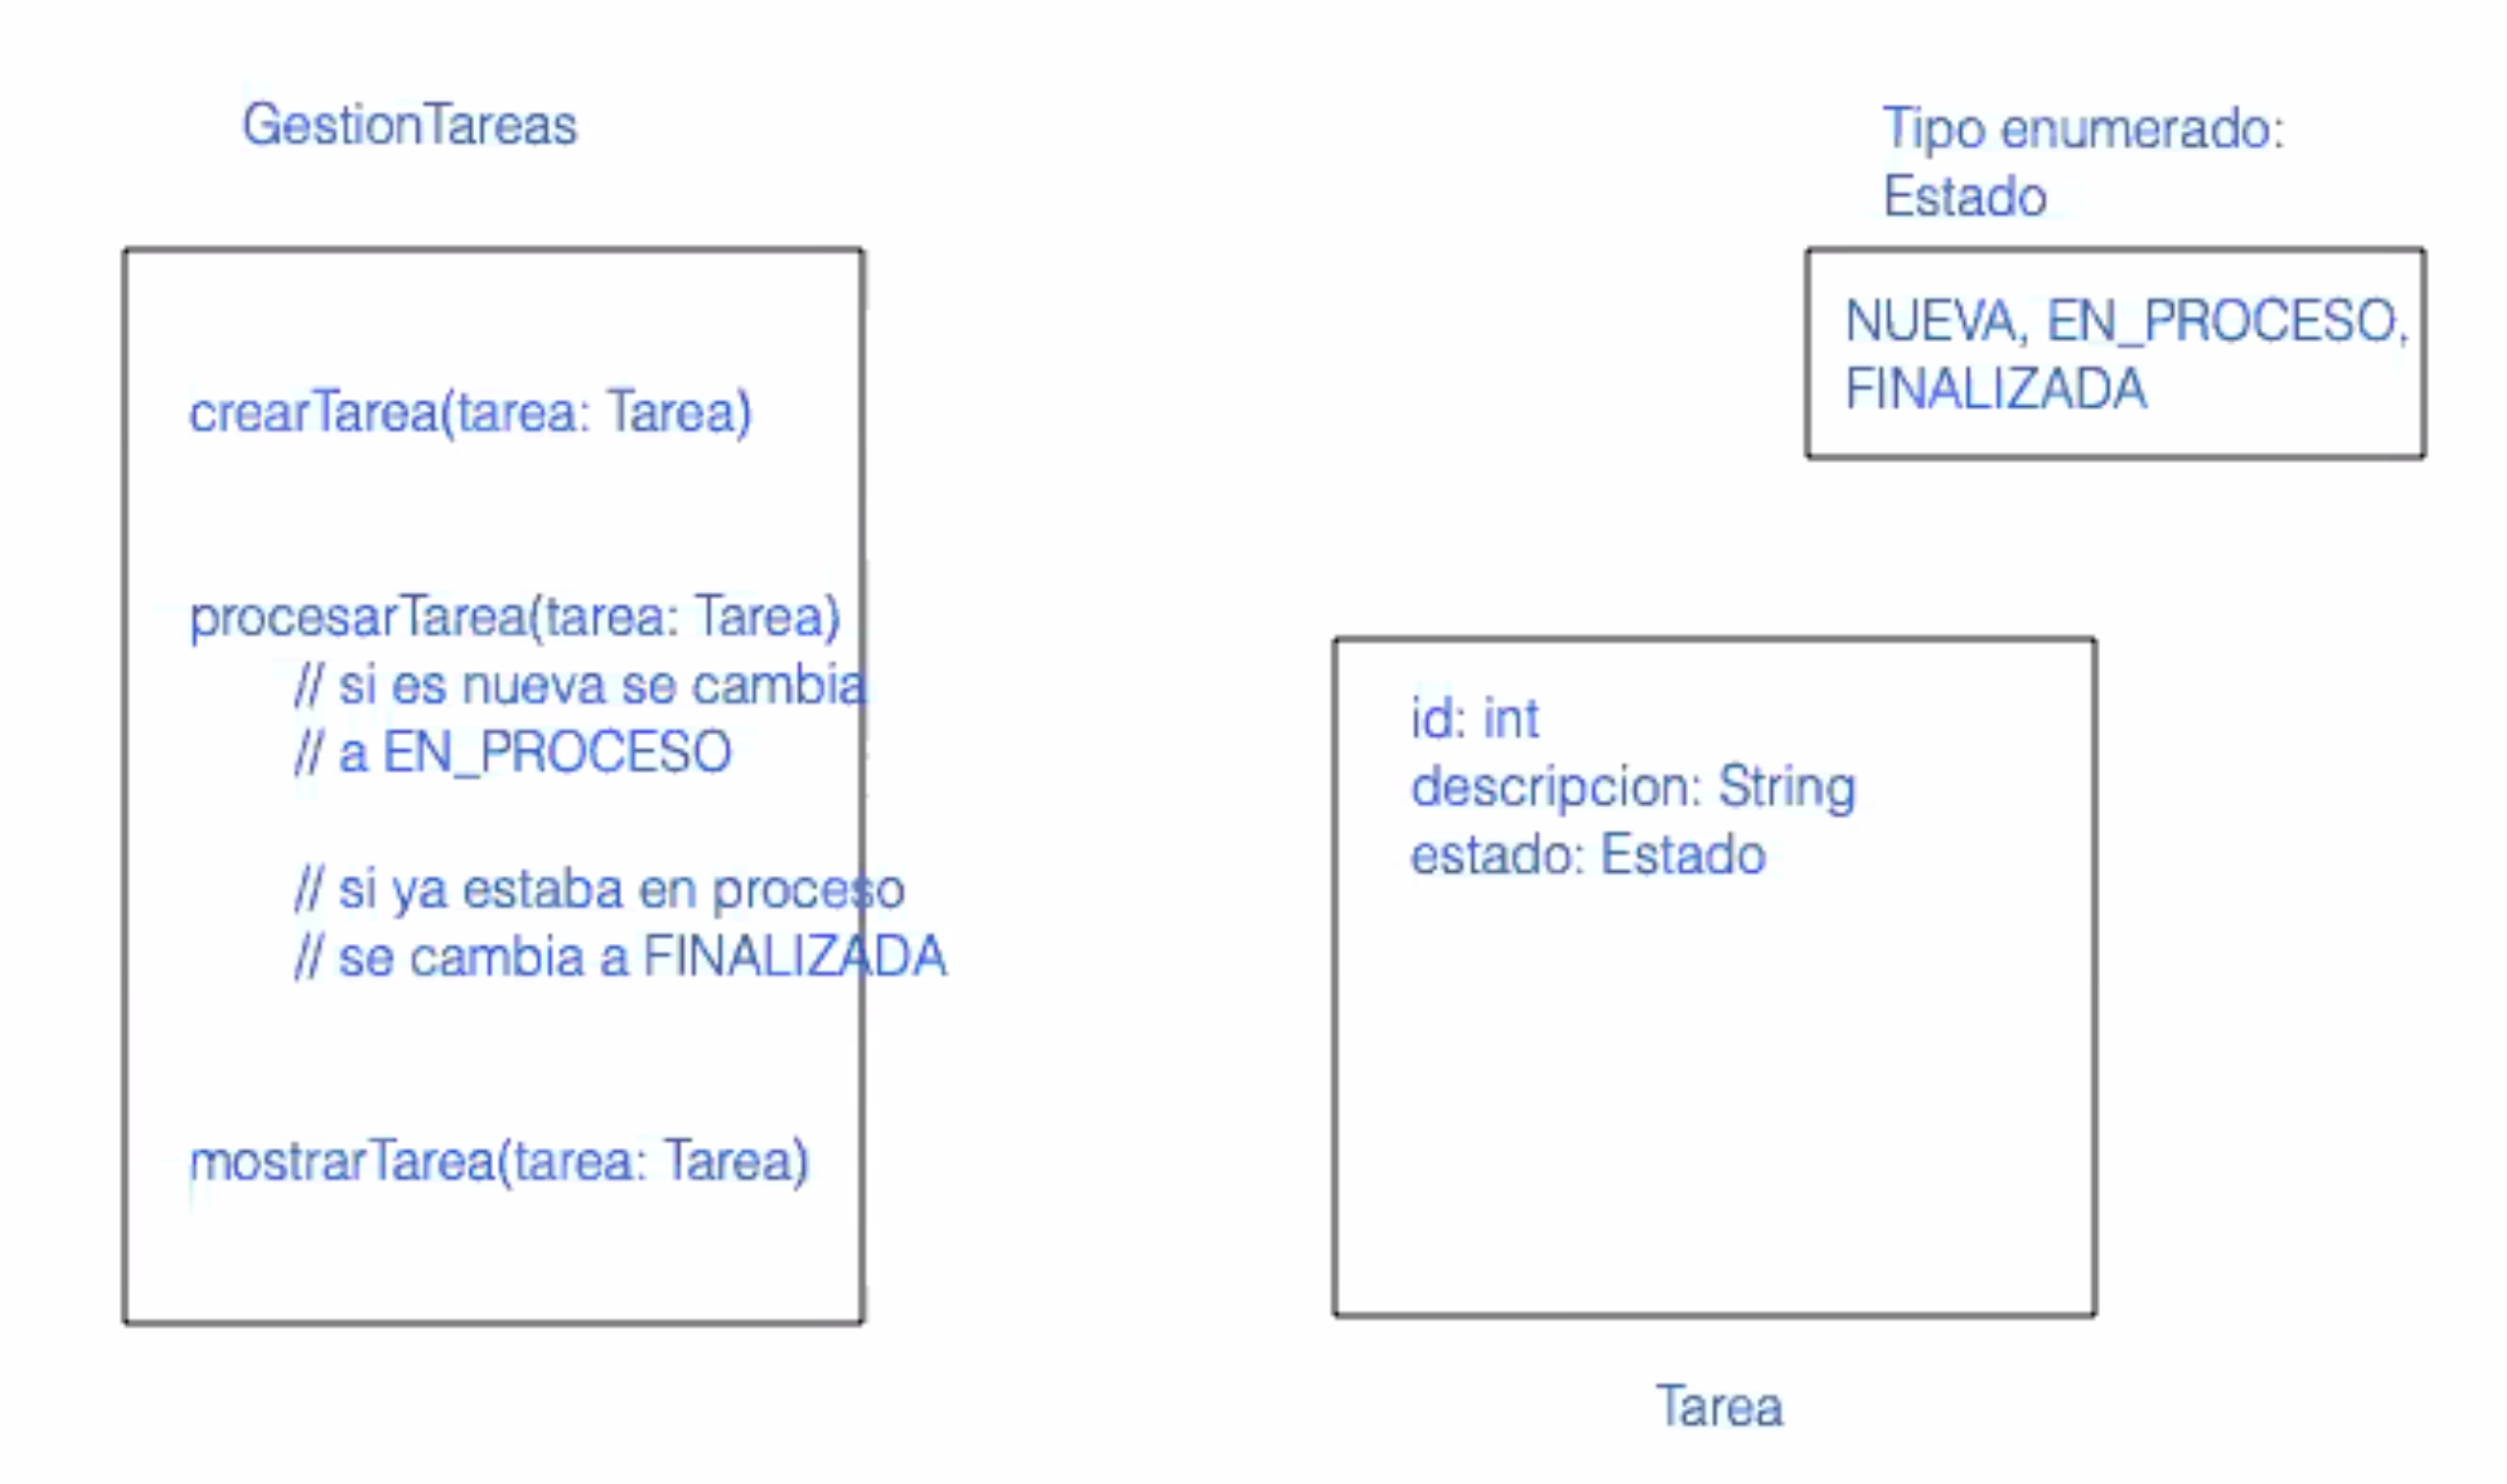 GestionTareas
crearTarea(tarea: Tarea)
procesarTarea(tarea: Tarea)
// si es nueva se cambia
// a EN_PROCESO
// si ya estaba en proceso
// se cambia a FINALIZADA
mostrarTarea(tarea: Tarea)
Tipo enumerado:
Estado
NUEVA, EN_PROCESO,
FINALIZADA
id: int
descripcion: String
estado: Estado
Tarea